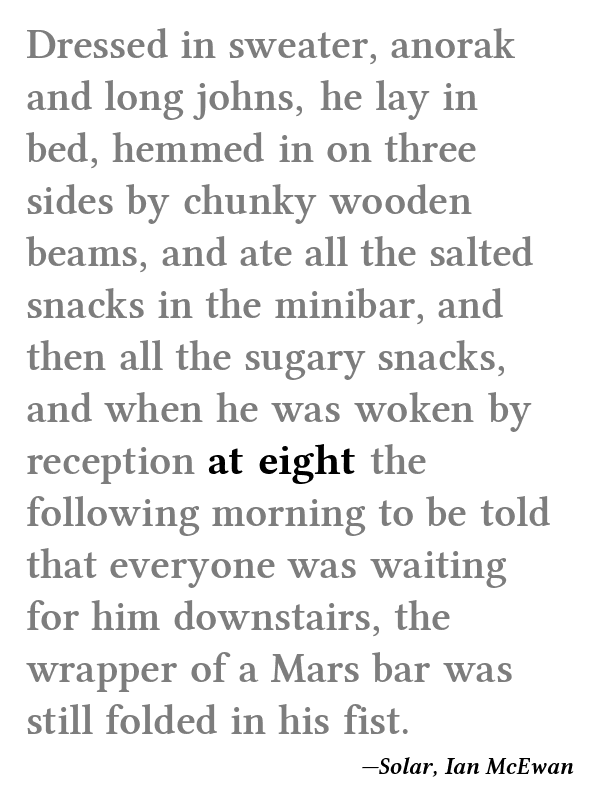 Dressed in sweater, anorak
and long johns, he lay in
bed, hemmed in on three
sides by chunky wooden
beams, and ate all the salted
snacks in the minibar, and
then all the sugary snacks,
and when he was woken by
reception at eight the
following morning to be told
that everyone was waiting
for him downstairs, the
wrapper of a Mars bar was
still folded in his fist.
—Solar, Ian McEwan